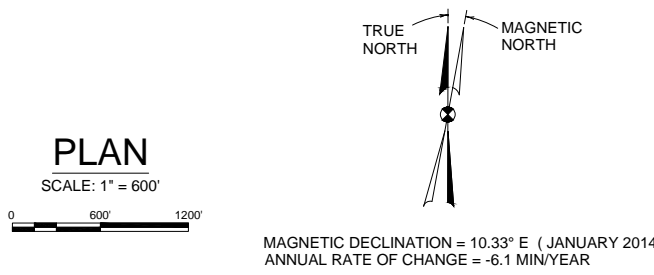 TRUE
NORTH
MAGNETIC
NORTH
PLAN
SCALE: 1" = 600'
0 600' 1200'
MAGNETIC DECLINATION = 10.33° E ( JANUARY 2014
ANNUAL RATE OF CHANGE = -6.1 MIN/YEAR